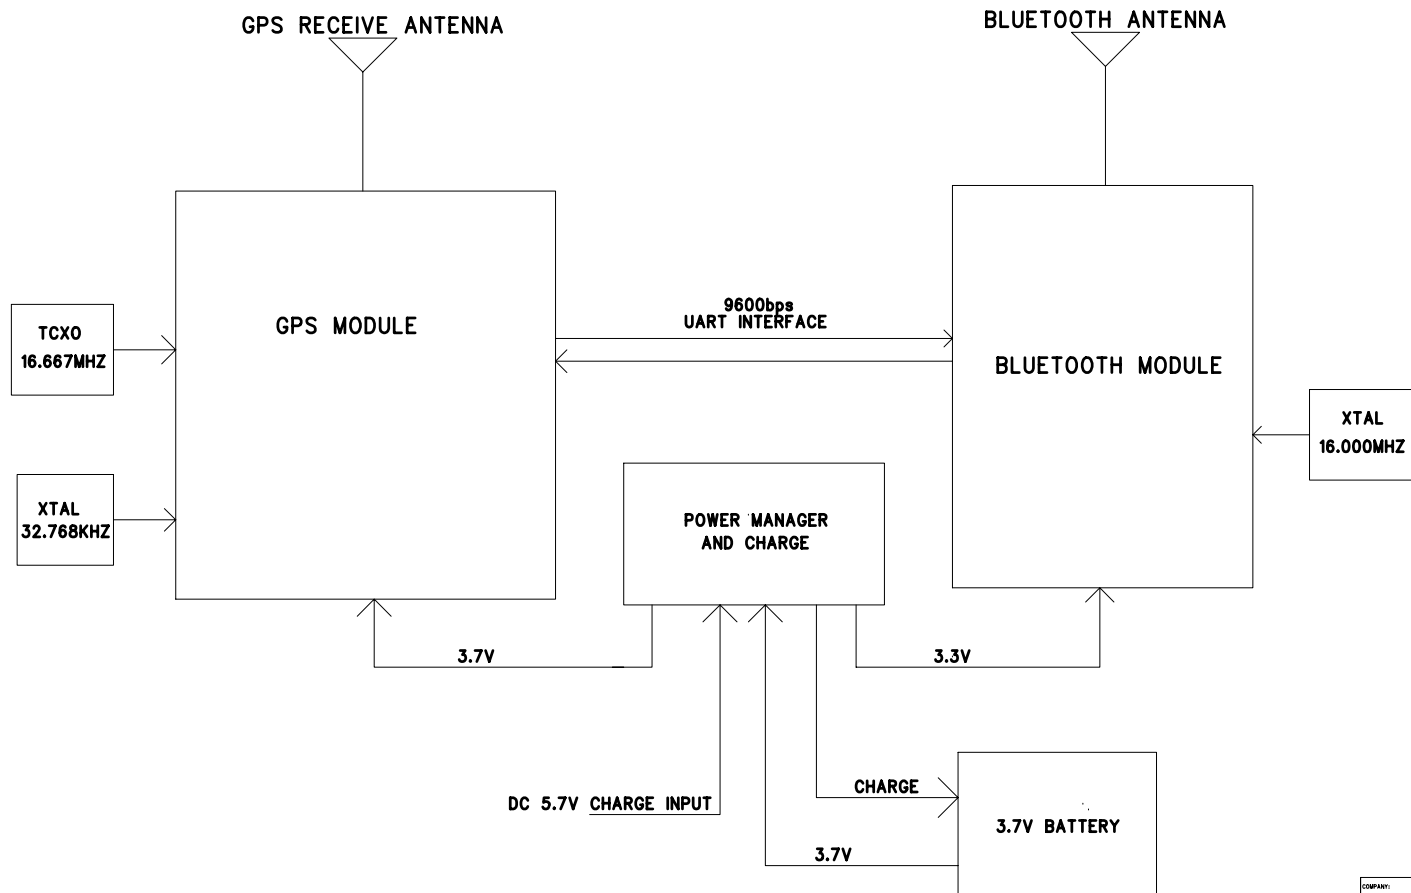 GPS RECEIVE ANTENNA
BLUETOOTH ANTENNA
9600bps
UART INTERFACE
GPS MODULE
TCXO
16.667MHZ
BLUETOOTH MODULE
XTAL
16.000MHZ
XTAL
32.768KHZ
POWER MANAGER
AND CHARGE
3.7V
3.3V
CHARGE
DC 5.7V CHARGE INPUT
3.7V BATTERY
3.7V
COMPANY: